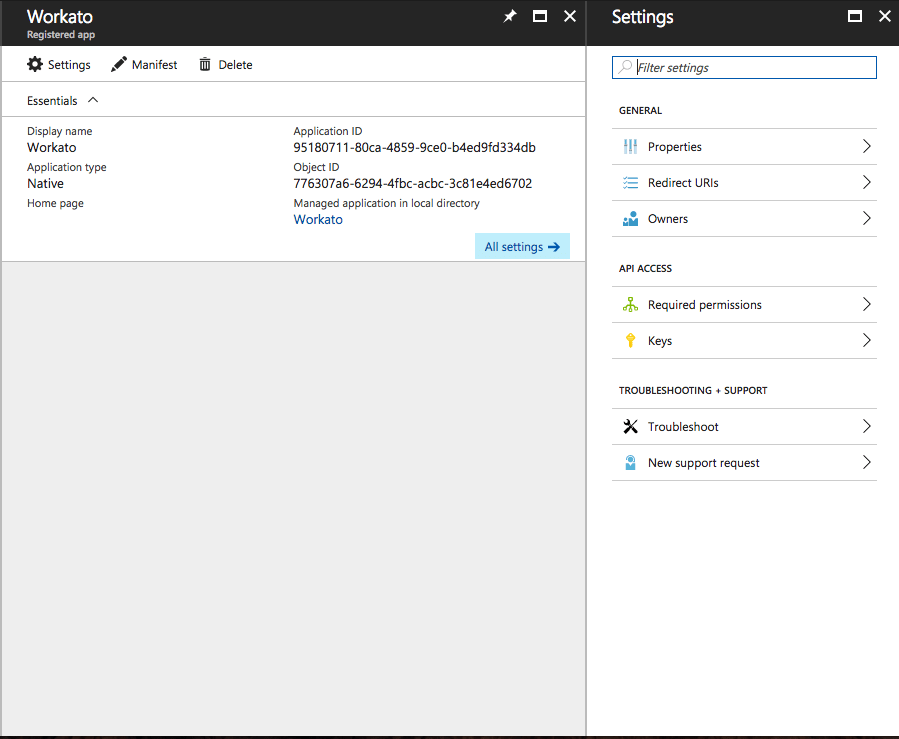 Workato
Registered app
Settings
Manifest
Delete
Essentials
Display name
Workato
Application type
Native
Home page
Application ID
95180711-80ca-4859-9ce0-b4ed9fd334db
Object ID
776307a6-6294-4fbc-acbc-3c81e4ed6702
Managed application in local directory
Workato
All settings
Settings
Filter settings
GENERAL
Properties
Redirect URIs
Owners
API ACCESS
Required permissions
Keys
TROUBLESHOOTING + SUPPORT
Troubleshoot
New support request